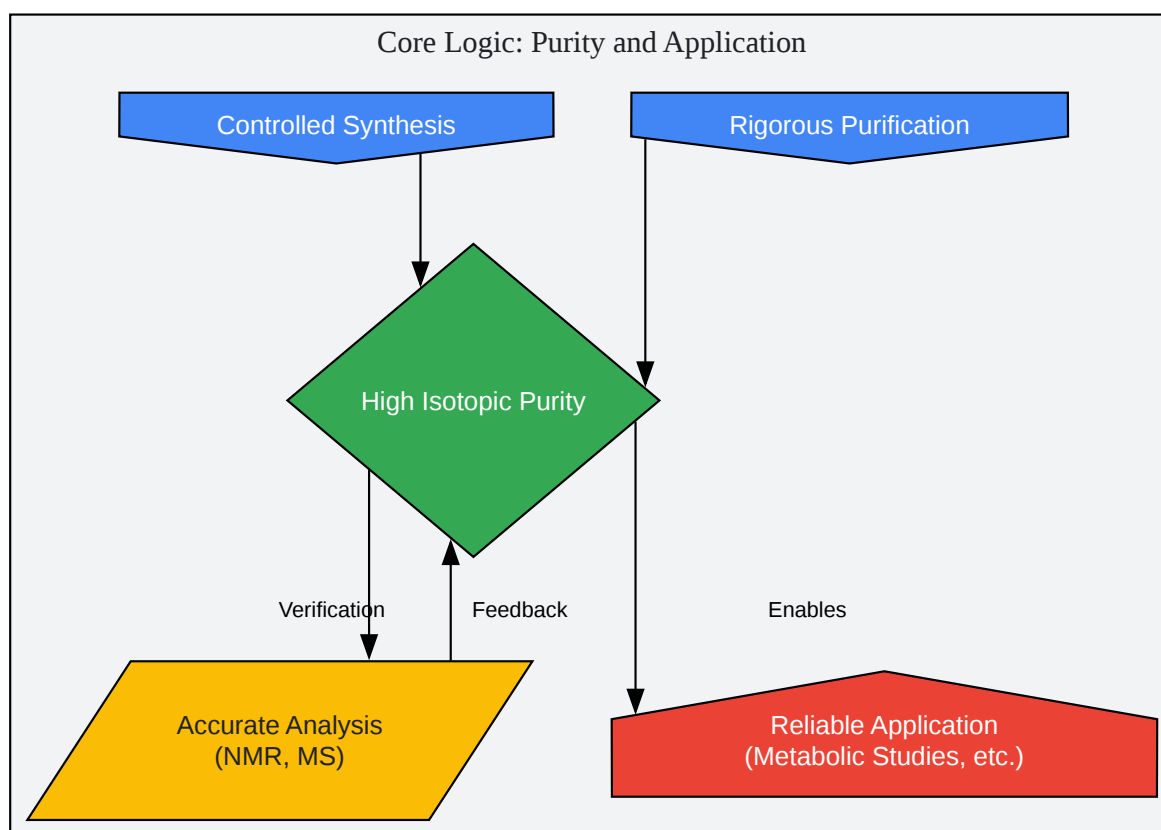 Core Logic: Purity and Application
Controlled Synthesis
Rigorous Purification
High Isotopic Purity
Verification
Feedback
Enables
Accurate Analysis
(NMR, MS)
Reliable Application
(Metabolic Studies, etc.)